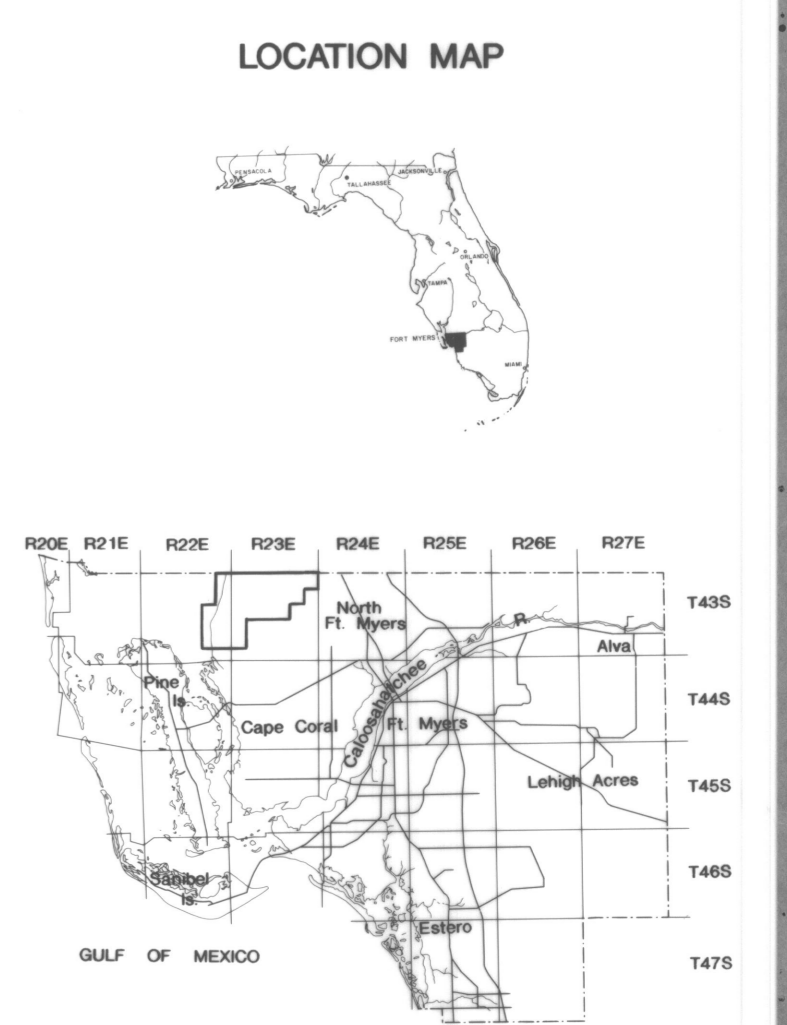 LOCATION MAP
PENSACOLA
TALLAHASSEE
JACKSONVILLE
ORLANDO
TAMPA
FORT MYERS
MIAMI
R20E R21E R22E R23E R24E R25E R26E R27E
T43S
North
Ft. Myers
R.
Alva
Caloosahatchee
Pine
Is.
T44S
Cape Coral
Ft. Myers
Lehigh Acres
T45S
Sanibel
Is.
T46S
Estero
GULF OF MEXICO
T47S